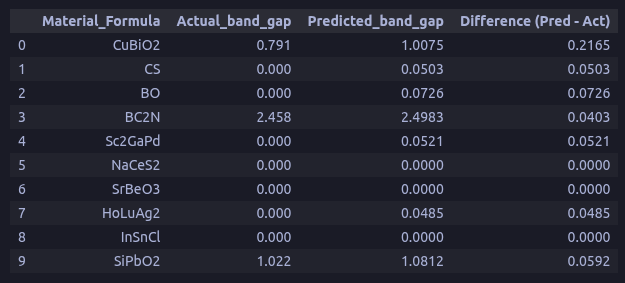 Material_Formula Actual_band_gap Predicted_band_gap Difference (Pred - Act)
0 CuBiO2 0.791 1.0075 0.2165
1 CS 0.000 0.0503 0.0503
2 BO 0.000 0.0726 0.0726
3 BC2N 2.458 2.4983 0.0403
4 Sc2GaPd 0.000 0.0521 0.0521
5 NaCeS2 0.000 0.0000 0.0000
6 SrBeO3 0.000 0.0000 0.0000
7 HoLuAg2 0.000 0.0485 0.0485
8 InSnCl 0.000 0.0000 0.0000
9 SiPbO2 1.022 1.0812 0.0592